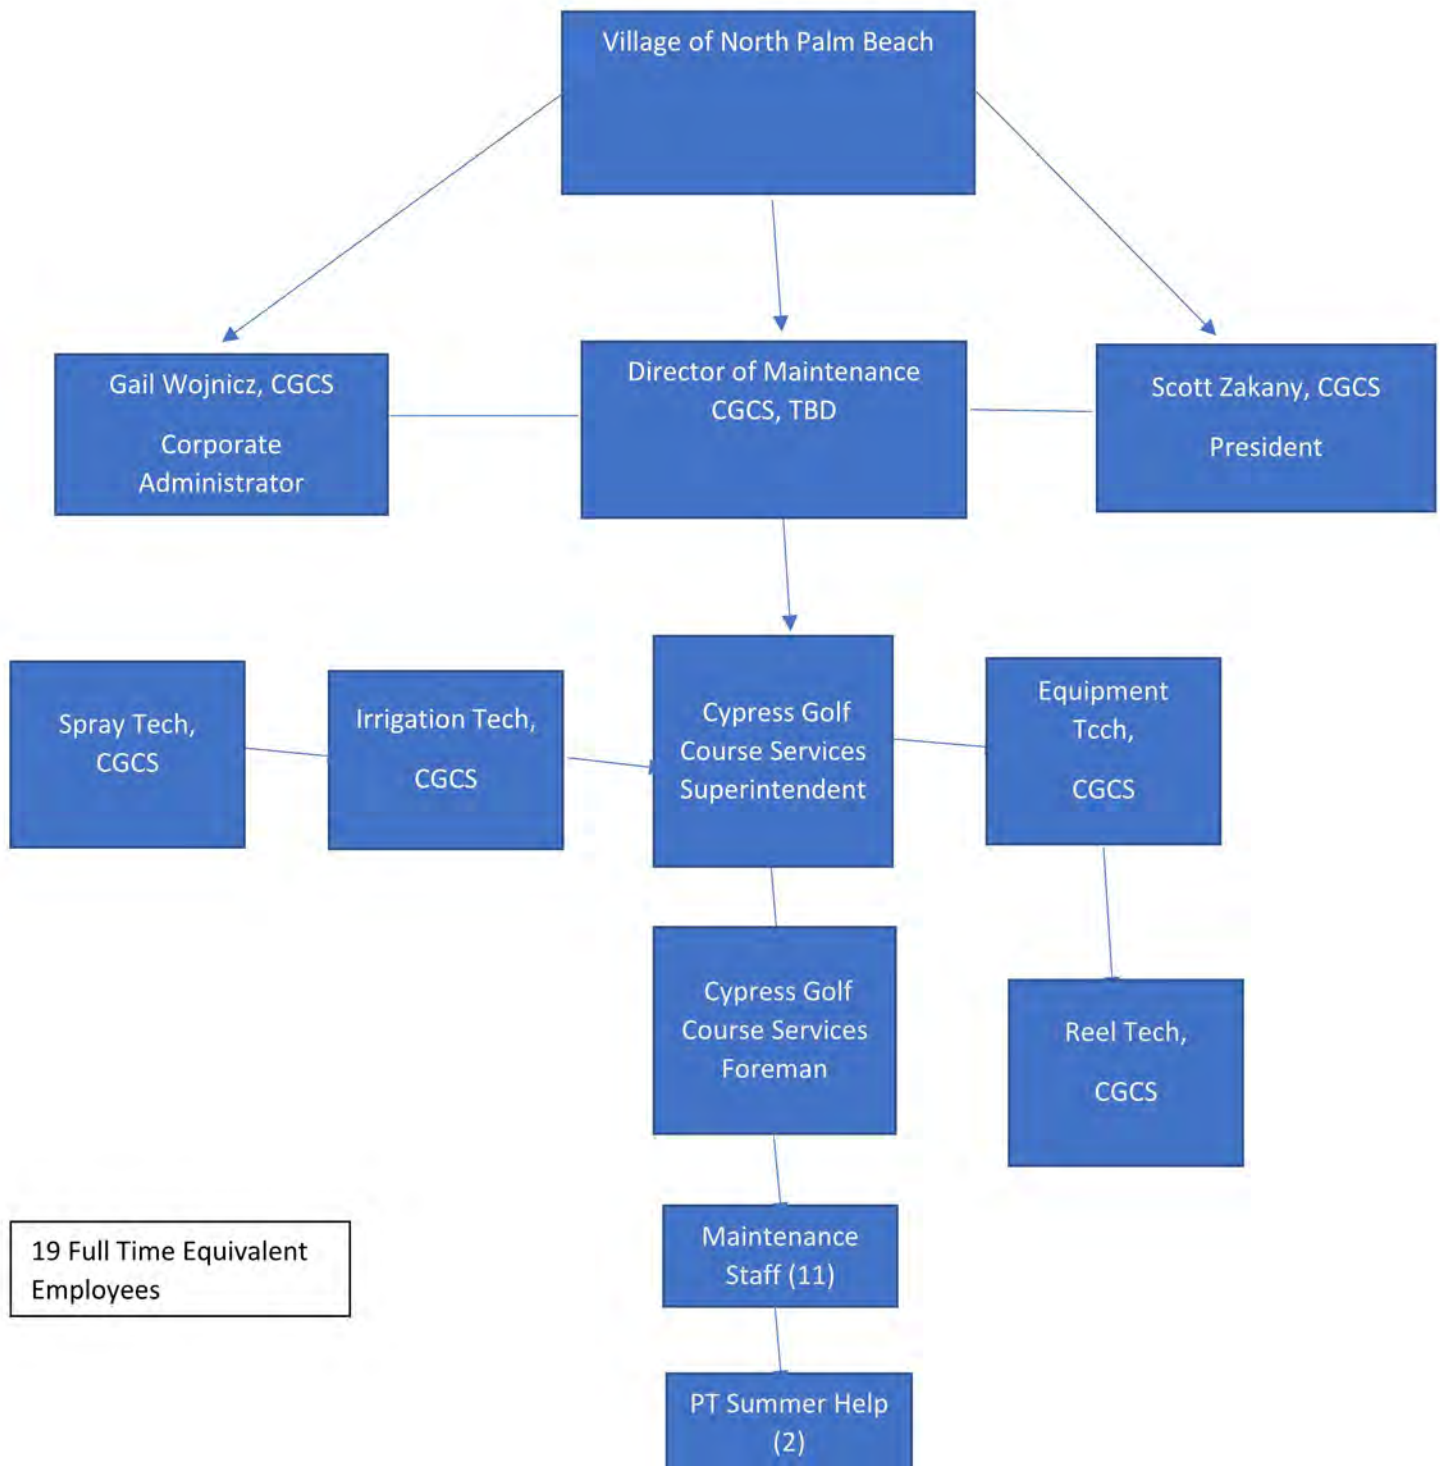 Village of North Palm Beach
Gail Wojnicz, CGCS
Corporate
Administrator
Director of Maintenance
CGCS, TBD
Scott Zakany, CGCS
President
Spray Tech,
CGCS
Irrigation Tech,
CGCS
Cypress Golf
Course Services
Superintendent
Equipment
Tcch,
CGCS
Cypress Golf
Course Services
Foreman
Reel Tech,
CGCS
19 Full Time Equivalent
Employees
Maintenance
Staff (11)
PT Summer Help
(2)